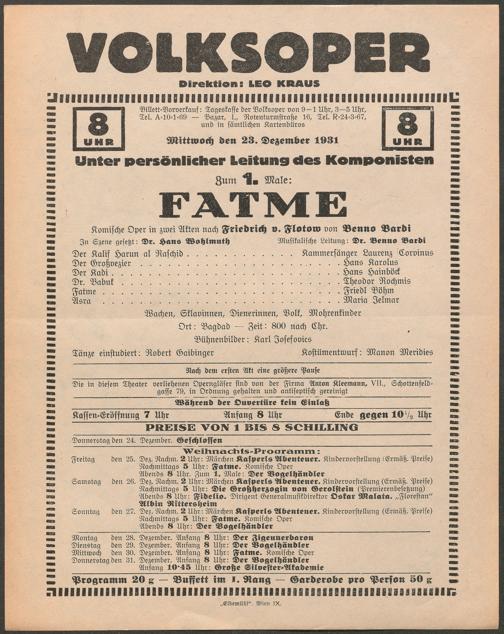 VOLKSOPER
Direktion: LEO KRAUS
8
UHR
Billett-Vorverkauf: Tageskasse der Volksoper von 9—1 Uhr, 3—5 Uhr,
Tel. A-10-1-69 — Bazar, I., Rotenturmstraße 16, Tel. R-24-3-67,
und in sämtlichen Kartenbüros
8
UHR
Mittwoch den 23. Dezember 1931
Unter persönlicher Leitung des Komponisten
Zum 1. Male:
FATME
Komische Oper in zwei Akten nach Friedrich v. Flotow von Benno Bardi
In Szene gesetzt: Dr. Hans Wohlmuth Musikalische Leitung: Dr. Benno Bardi
Der Kalif Harun al Raschid . . . . . . . . . . Kammersänger Laurenz Corvinus
Der Großvezier . . . . . . . . . . Hans Karolus
Der Kadi . . . . . . . . . . Hans Hainböck
Dr. Babuk . . . . . . . . . . Theodor Rochmis
Fatme . . . . . . . . . . Friedl Böhm
Asra . . . . . . . . . . Maria Jelmar
Wachen, Sklavinnen, Dienerinnen, Volk, Mohrenkinder
Ort: Bagdad — Zeit: 800 nach Chr.
Bühnenbilder: Karl Josefovics
Tänze einstudiert: Robert Gaibinger Kostümentwurf: Manon Meridies
Nach dem ersten Akt eine größere Pause
Die in diesem Theater verliehenen Operngläser sind von der Firma Anton Kleemann, VII., Schottenfeld-
gasse 79, in Ordnung gehalten und antiseptisch gereinigt
Während der Ouvertüre kein Einlaß
Kassen-Eröffnung 7 Uhr Anfang 8 Uhr Ende gegen 10½ Uhr
PREISE VON 1 BIS 8 SCHILLING
Donnerstag den 24. Dezember. Geschlossen
Weihnachts-Programm:
Freitag den 25. Dez. Nachm. 2 Uhr: Märchen Kasperls Abenteuer. Kindervorstellung (Ermäß. Preise)
Nachmittags 5 Uhr: Fatme. Komische Oper
Abends 8 Uhr. Zum 1. Male: Der Vogelhändler
Samstag den 26. Dez. Nachm. 2 Uhr: Märchen Kasperls Abenteuer. Kindervorstellung (Ermäß. Preise)
Nachmittags 5 Uhr: Die Großherzogin von Gerolstein (Premierenbesetzung)
Abends 8 Uhr: Fidelio. Dirigent Generalmusikdirektor Oskar Malata. „Florestan“
Albin Rittersheim
Sonntag den 27. Dez. Nachm. 2 Uhr: Märchen Kasperls Abenteuer. Kindervorstellung (Ermäß. Preise)
Nachmittags 5 Uhr: Fatme. Komische Oper
Abends 8 Uhr: Der Vogelhändler
Montag den 28. Dezember. Anfang 8 Uhr: Der Zigeunerbaron
Dienstag den 29. Dezember. Anfang 8 Uhr: Der Vogelhändler
Mittwoch den 30. Dezember. Anfang 8 Uhr: Fatme. Komische Oper
Donnerstag den 31. Dezember. Anfang 8 Uhr: Der Vogelhändler
Anfang 10·45 Uhr: Große Silvester-Akademie
Programm 20 g — Buffett im I. Rang — Garderobe pro Person 50 g
„Elbemühl“, Wien IX.